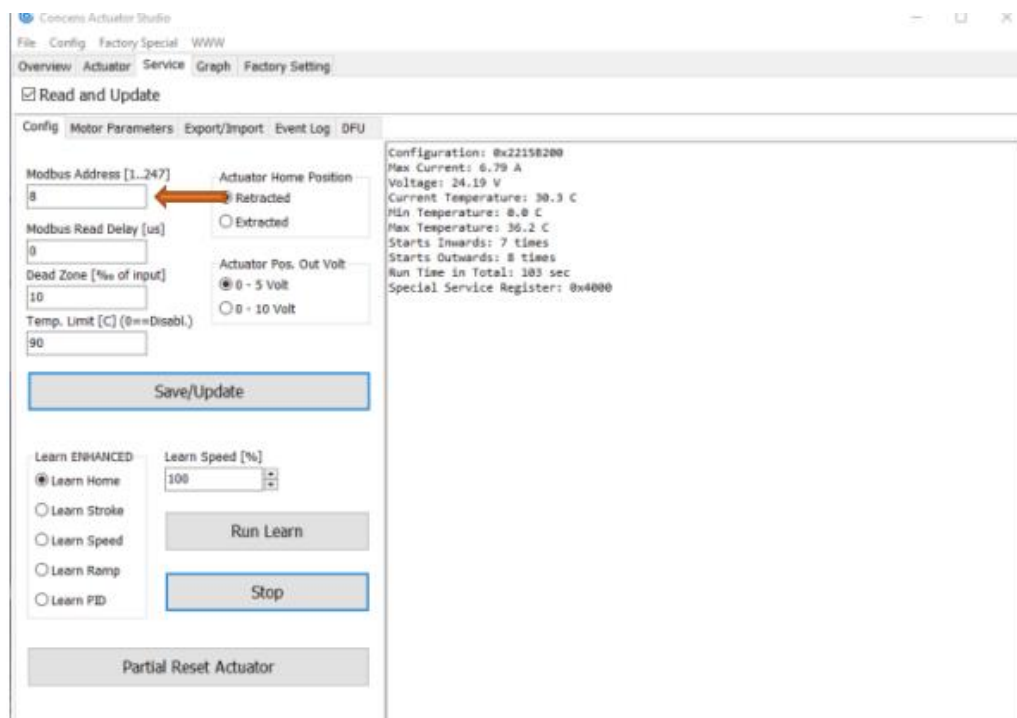 Concens Actuator Studio
File Config Factory Special WWW
Overview Actuator Service Graph Factory Setting
Read and Update
Config Motor Parameters Export/Import Event Log DFU
Modbus Address [1..247]
8
Modbus Read Delay [us]
0
Dead Zone [‰ of input]
10
Temp. Limit [C] (0==Disabl.)
90
Actuator Home Position
Retracted
Extracted
Actuator Pos. Out Volt
0 - 5 Volt
0 - 10 Volt
Save/Update
Learn ENHANCED
Learn Home
Learn Stroke
Learn Speed
Learn Ramp
Learn PID
Learn Speed [%]
100
Run Learn
Stop
Partial Reset Actuator
Configuration: 0x22158200
Max Current: 6.79 A
Voltage: 24.19 V
Current Temperature: 30.3 C
Min Temperature: 0.0 C
Max Temperature: 36.2 C
Starts Inwards: 7 times
Starts Outwards: 8 times
Run Time in Total: 103 sec
Special Service Register: 0x4000